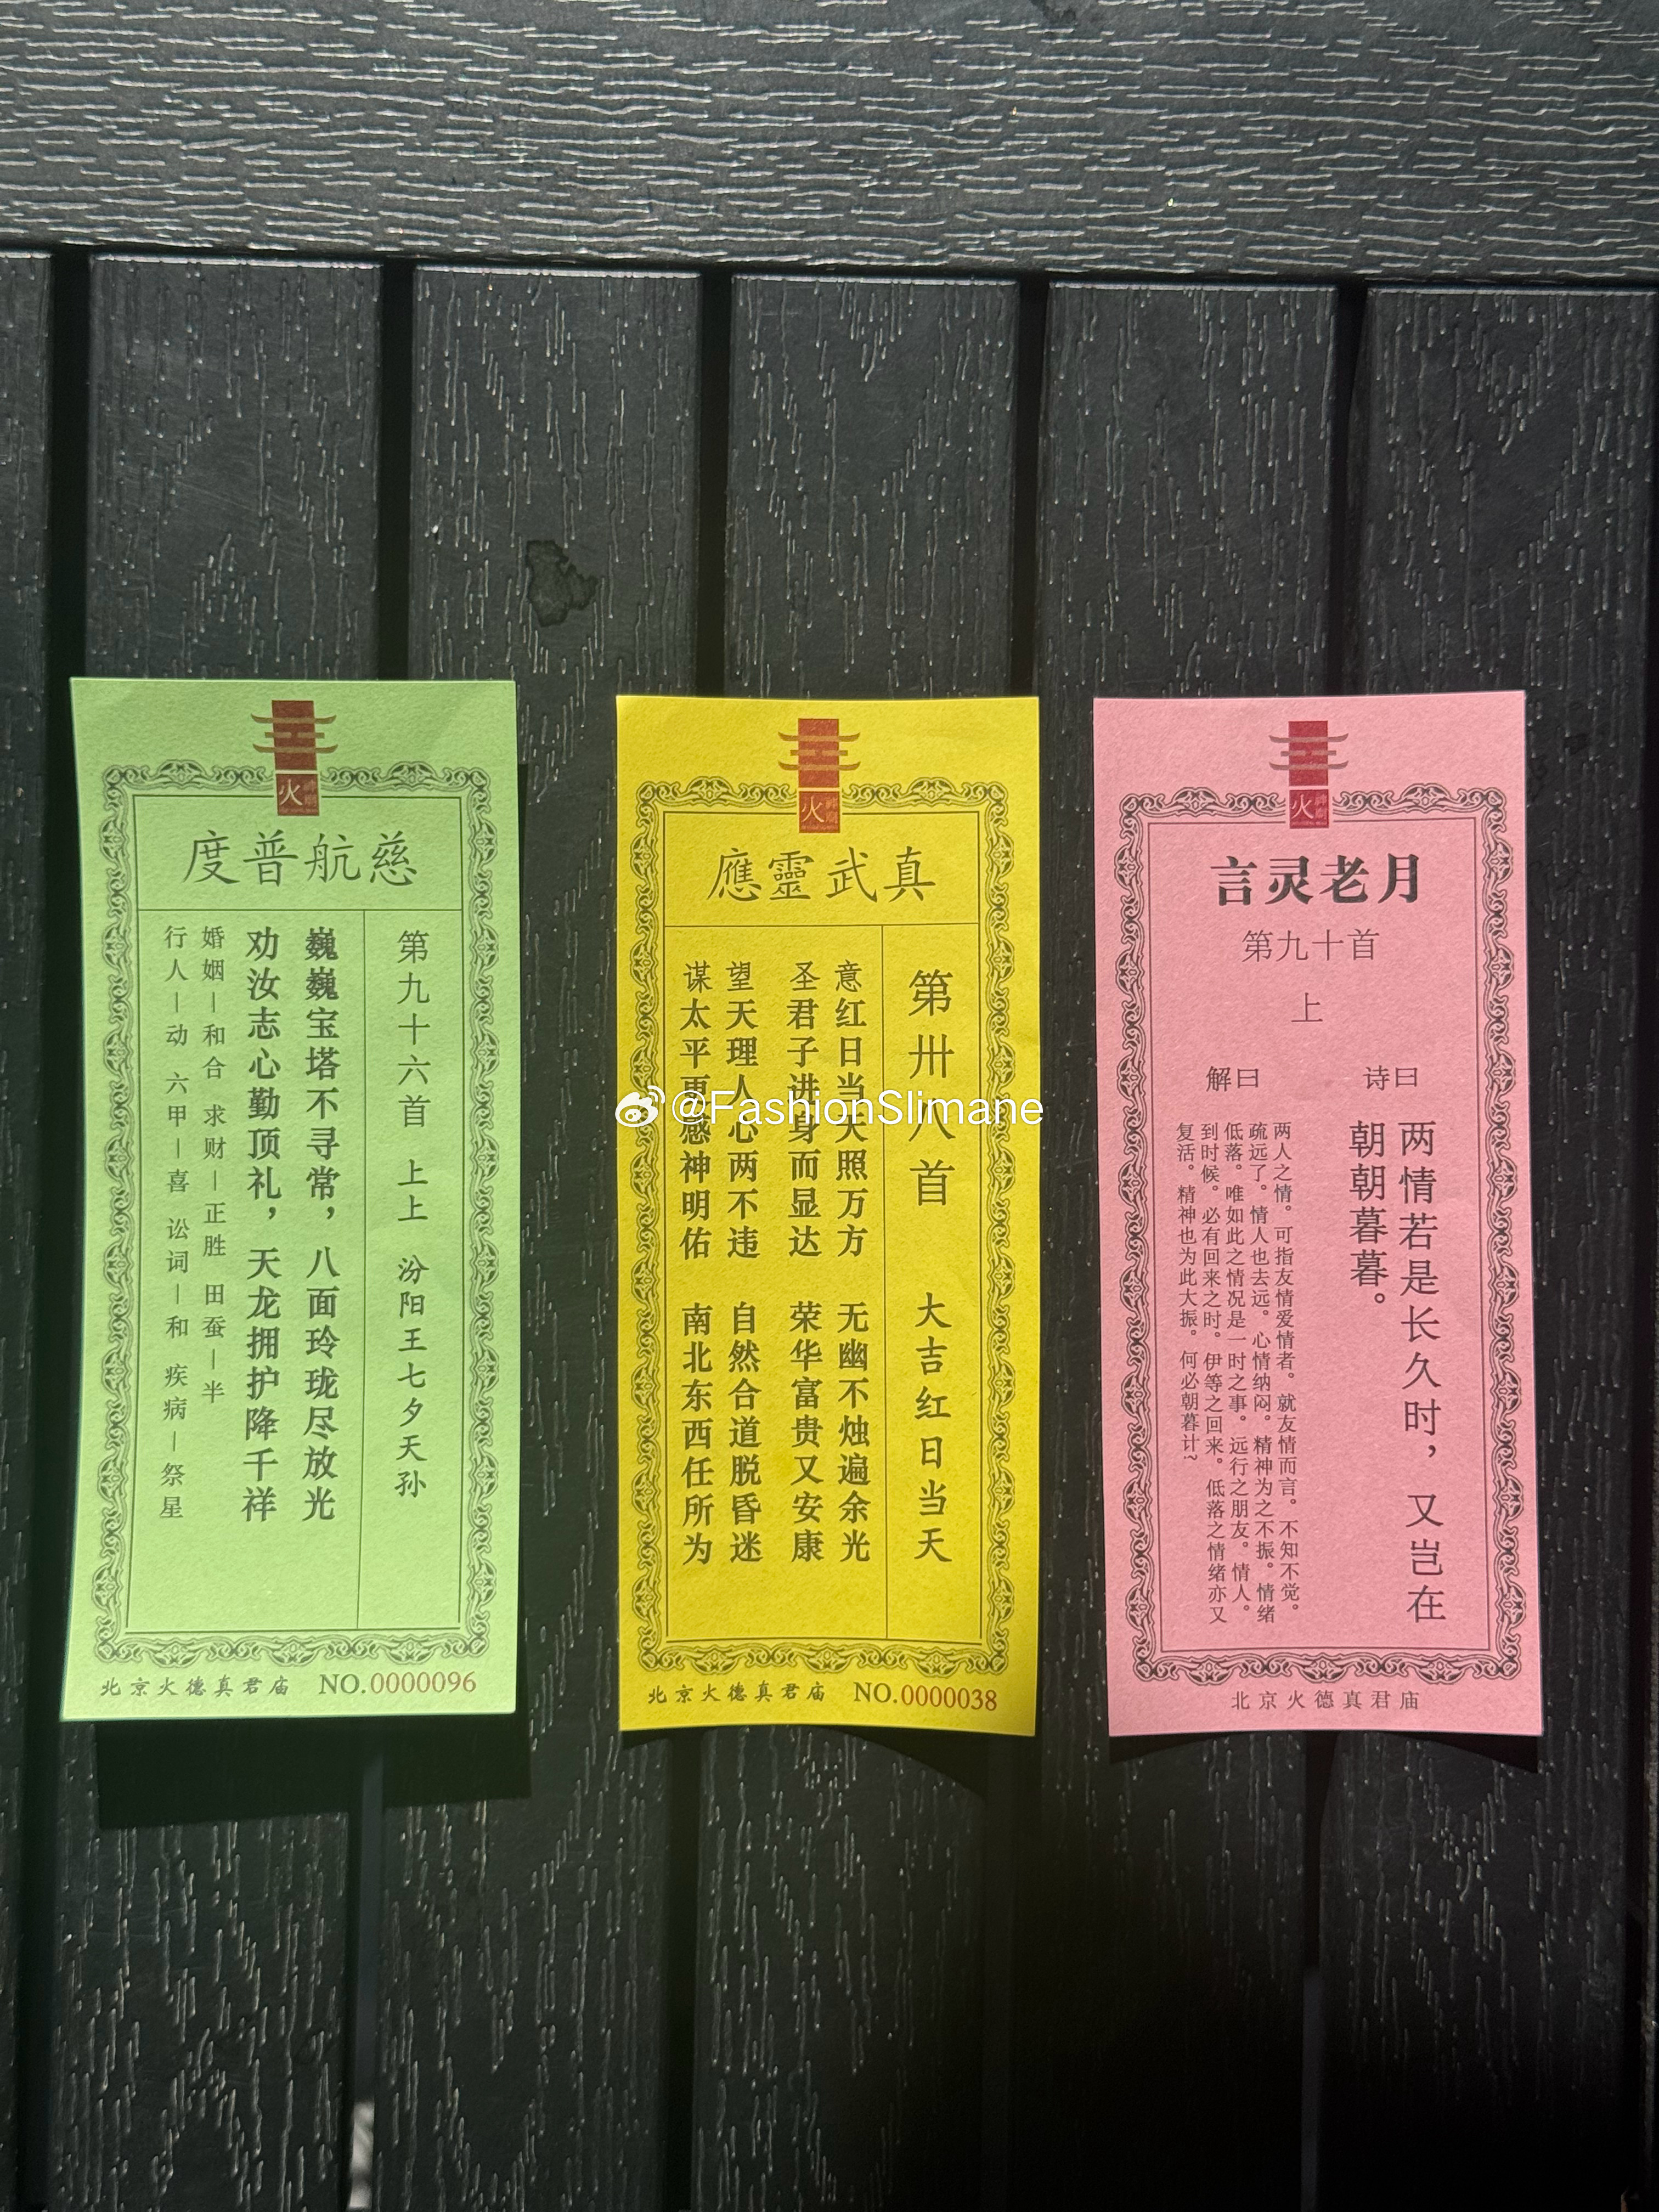 火神廟
慈航普度
第九十六首 上上 汾阳王七夕天孙
巍巍宝塔不寻常，八面玲珑尽放光
劝汝志心勤顶礼，天龙拥护降千祥
婚姻—和合 求财—正胜 田蚕—半
行人—动 六甲—喜 讼词—和 疾病—祭星
北京火德真君庙 NO.0000096
火神廟
真武靈應
第卅八首 大吉红日当天
意红日当天照万方 无幽不烛遍余光
圣君子进身而显达 荣华富贵又安康
望天理人心两不违 自然合道脱昏迷
谋太平更感神明佑 南北东西任所为
北京火德真君庙 NO.0000038
火神廟
月老灵言
第九十首
上
诗曰
两情若是长久时，又岂在
朝朝暮暮。
解曰
两人之情。可指友情爱情者。就友情而言。不知不觉。
疏远了。情人也去远。心情纳闷。精神为之不振。情绪
低落。唯如此之情况是一时之事。远行之朋友。情人。
到时候。必有回来之时。伊等之回来。低落之情绪亦又
复活。精神也为此大振。何必朝暮计?
北京火德真君庙
@FashionSlimane